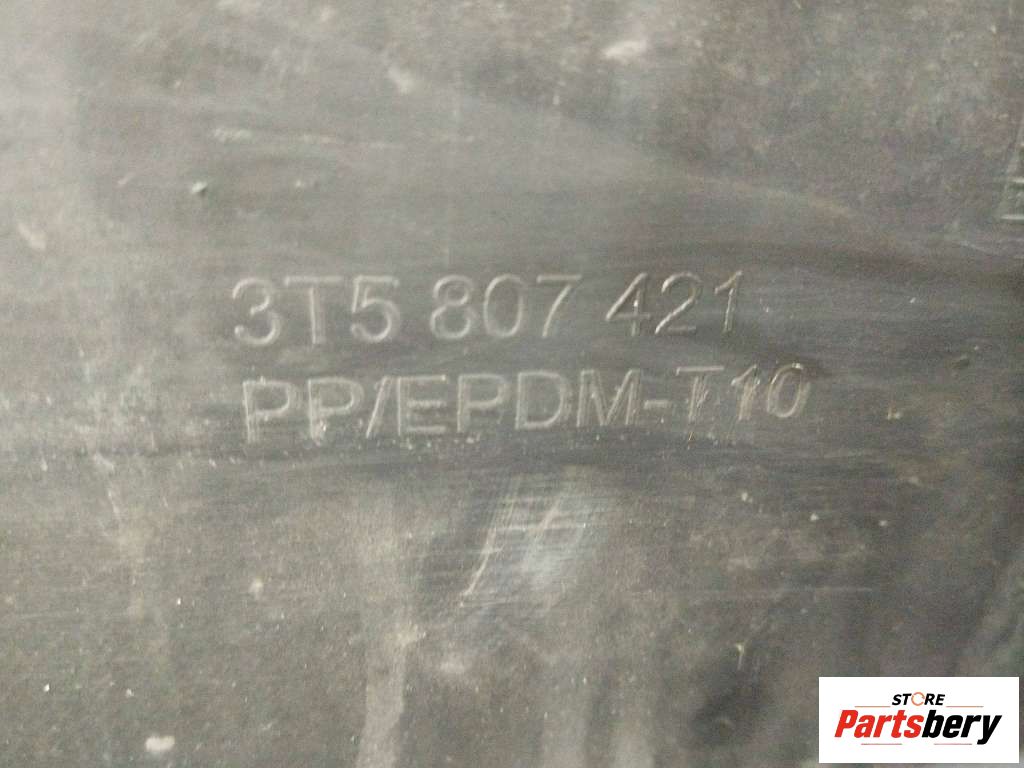 3T5 807 421
PP/EPDM-T10
STORE
Partsbery